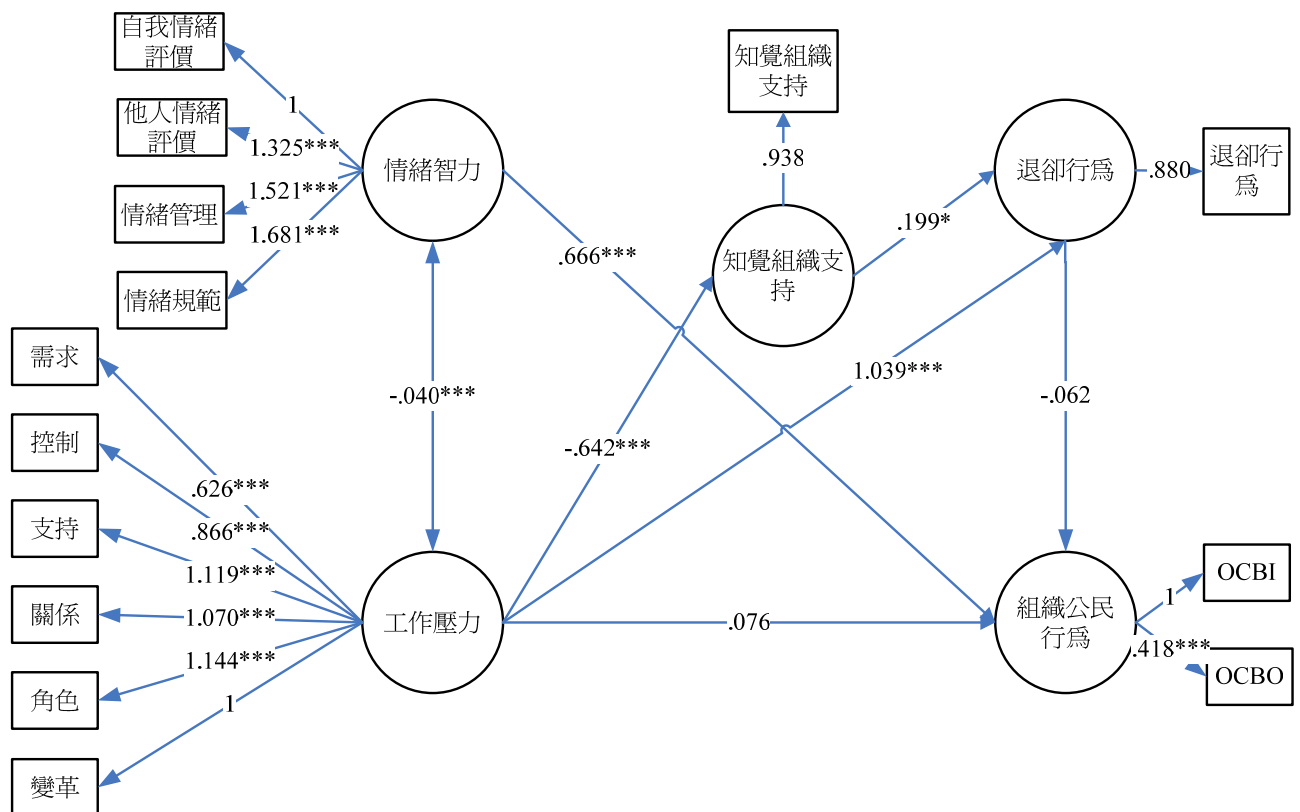 自我情緒
評價
他人情緒
評價
情緒管理
情緒規範
1
1.325***
1.521***
1.681***
情緒智力
知覺組織
支持
.938
知覺組織支
持
退卻行為
.880
退卻行
為
.199*
.666***
需求
控制
支持
關係
角色
變革
.626***
.866***
1.119***
1.070***
1.144***
1
-.040***
-.642***
1.039***
-.062
工作壓力
.076
組織公民
行為
1
.418***
OCBI
OCBO